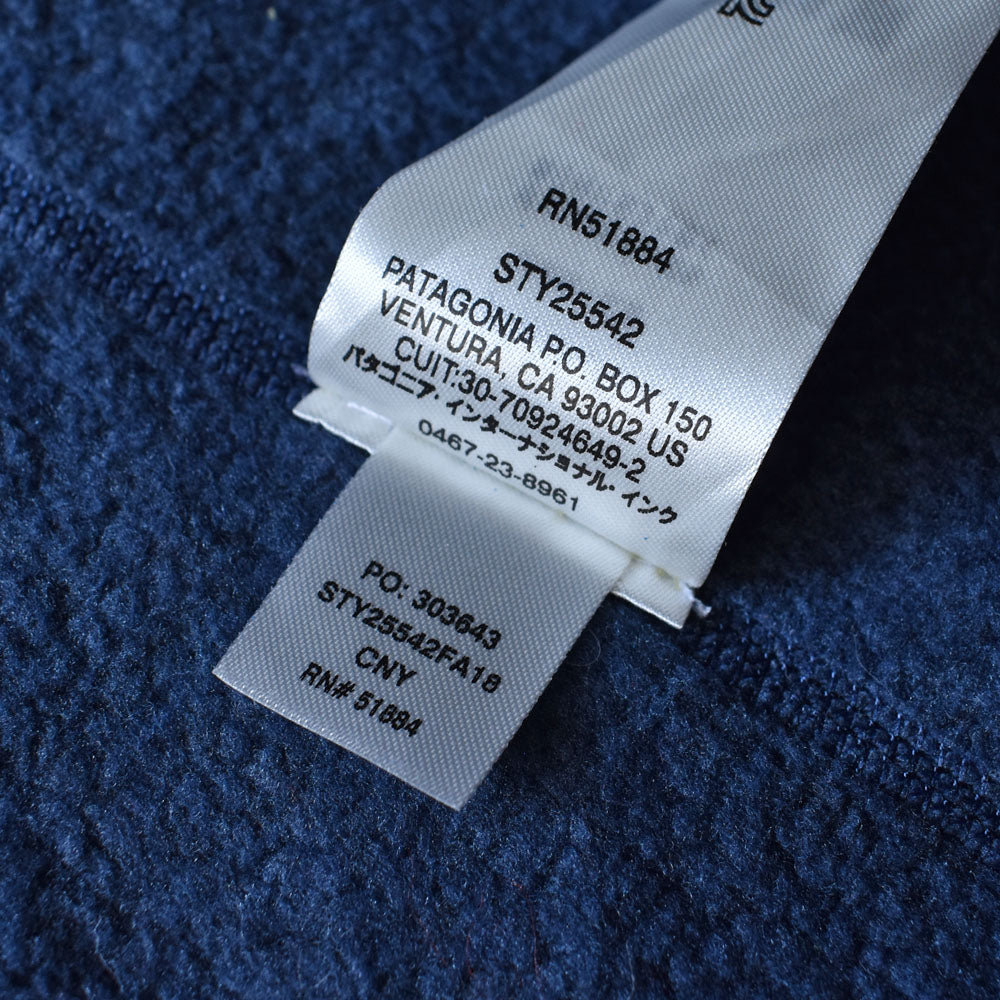 RN51884
STY25542
PATAGONIA P.O. BOX 150
VENTURA, CA 93002 US
CUIT:30-70924649-2
パタゴニア・インターナショナル・インク
0467-23-8961
PO: 303643
STY25542FA18
CNY
RN# 51884